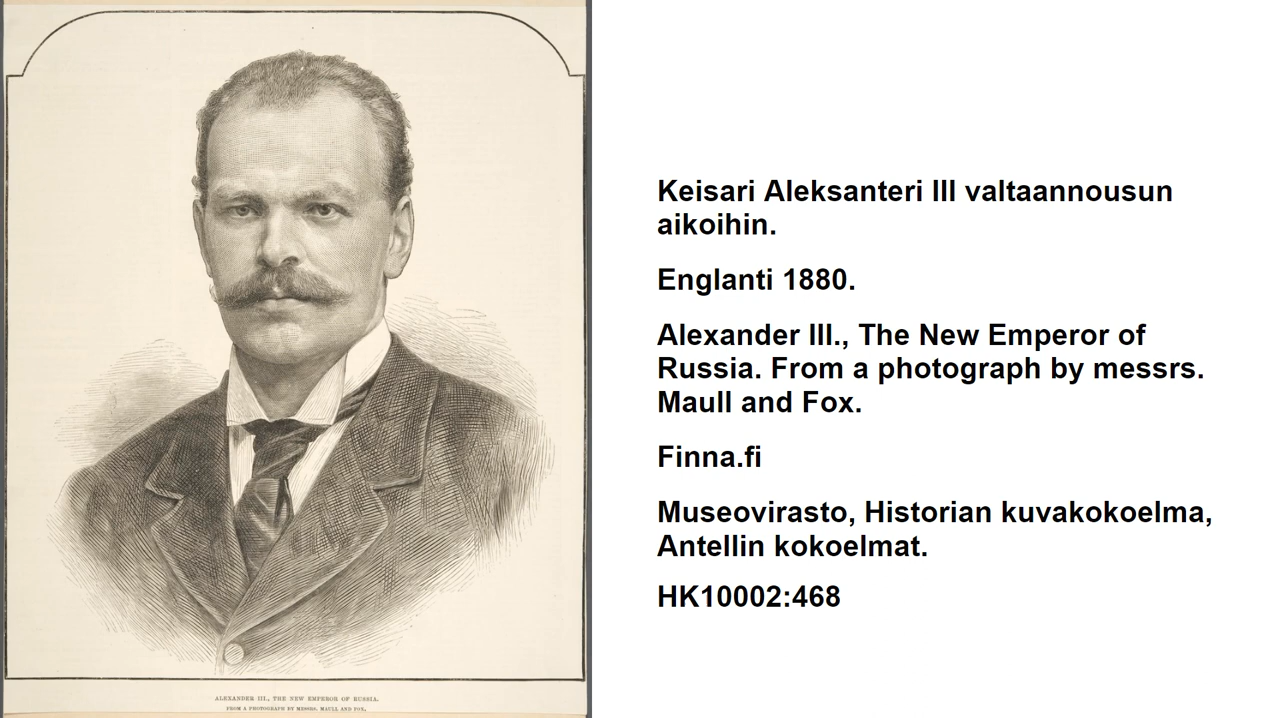 ALEXANDER III., THE NEW EMPEROR OF RUSSIA.
FROM A PHOTOGRAPH BY MESSRS. MAULL AND FOX.
Keisari Aleksanteri III valtaannousun
aikoihin.
Englanti 1880.
Alexander III., The New Emperor of
Russia. From a photograph by messrs.
Maull and Fox.
Finna.fi
Museovirasto, Historian kuvakokoelma,
Antellin kokoelmat.
HK10002:468